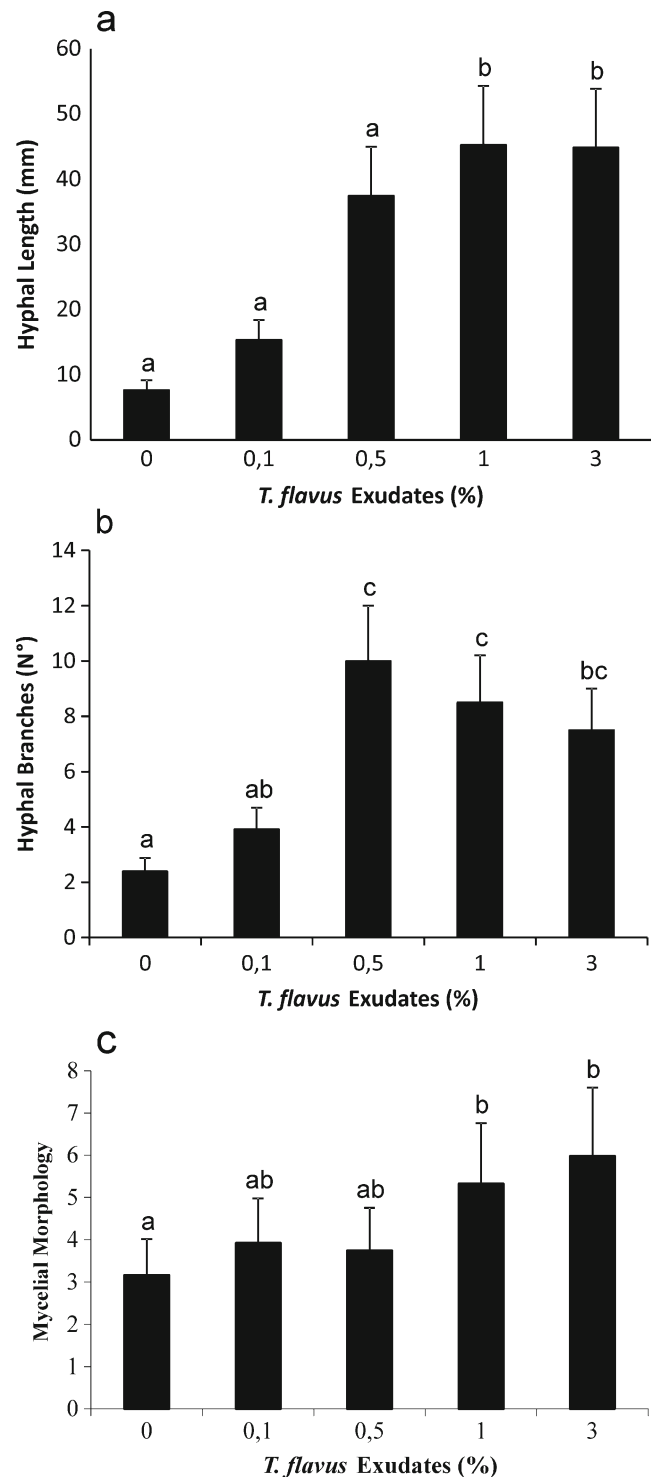 a
60
50
40
30
20
10
0
Hyphal Length (mm)
a
a
a
b
b
0 0,1 0,5 1 3
T. flavus Exudates (%)
b
14
12
10
8
6
4
2
0
Hyphal Branches (N°)
a
ab
c
c
bc
0 0,1 0,5 1 3
T. flavus Exudates (%)
c
8
7
6
5
4
3
2
1
0
Mycelial Morphology
a
ab
ab
b
b
0 0,1 0,5 1 3
T. flavus Exudates (%)